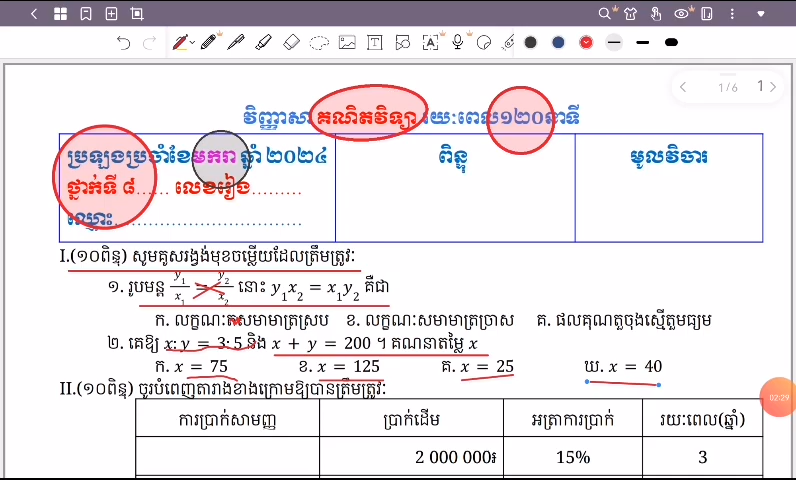 1/6
1
វិញ្ញាសា គណិតវិទ្យា រយៈពេល១២០នាទី
ប្រឡងប្រចាំខែមករា ឆ្នាំ ២០២៤ ពិន្ទុ មូលវិចារ
ថ្នាក់ទី ៨...... លេខរៀង.........
ឈ្មោះ.................................
I.(១០ពិន្ទុ) សូមគូសរង្វង់មុខចម្លើយដែលត្រឹមត្រូវ:
១. រូបមន្ត y₁/x₁ = y₂/x₂ នោះ y₁x₂ = x₁y₂ គឺជា
ក. លក្ខណៈសមាមាត្រស្រប ខ. លក្ខណៈសមាមាត្រច្រាស គ. ផលគុណតួចុងស្មើតួមធ្យម
២. គេឱ្យ x: y = 3: 5 និង x + y = 200 ។ គណនាតម្លៃ x
ក. x = 75 ខ. x = 125 គ. x = 25 ឃ. x = 40
II.(១០ពិន្ទុ) ចូរបំពេញតារាងខាងក្រោមឱ្យបានត្រឹមត្រូវ:
ការប្រាក់សាមញ្ញ ប្រាក់ដើម អត្រាការប្រាក់ រយៈពេល(ឆ្នាំ)
2 000 000៛ 15% 3
02:29